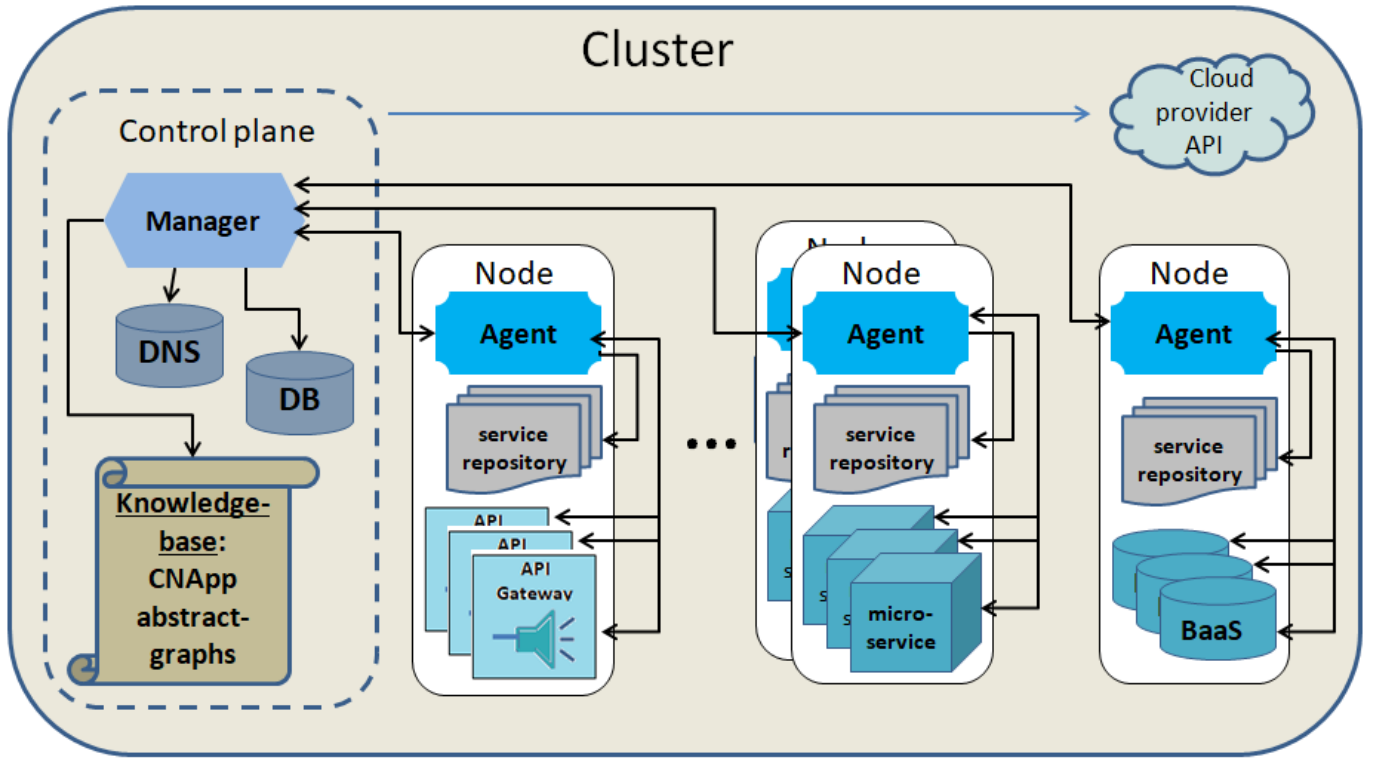 Cluster
Cloud
provider
API
Control plane
Manager
DNS
DB
Knowledge-
base:
CNApp
abstract-
graphs
Node
Agent
service
repository
API
API
API
Gateway
Node
Agent
service
repository
micro-
service
Node
Agent
service
repository
BaaS